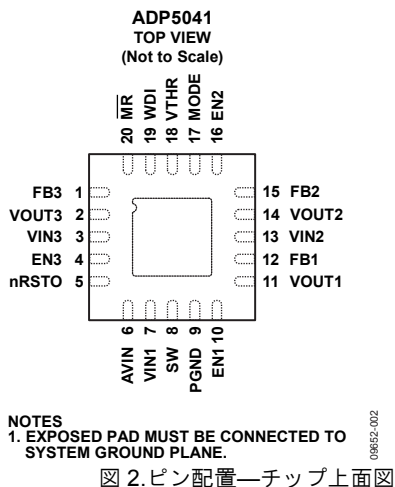 ADP5041
TOP VIEW
(Not to Scale)
20 MR
19 WDI
18 VTHR
17 MODE
16 EN2
FB3 1
VOUT3 2
VIN3 3
EN3 4
nRSTO 5
15 FB2
14 VOUT2
13 VIN2
12 FB1
11 VOUT1
AVIN 6
VIN1 7
SW 8
PGND 9
EN1 10
NOTES
1. EXPOSED PAD MUST BE CONNECTED TO
SYSTEM GROUND PLANE.
09652-002
図 2.ピン配置—チップ上面図